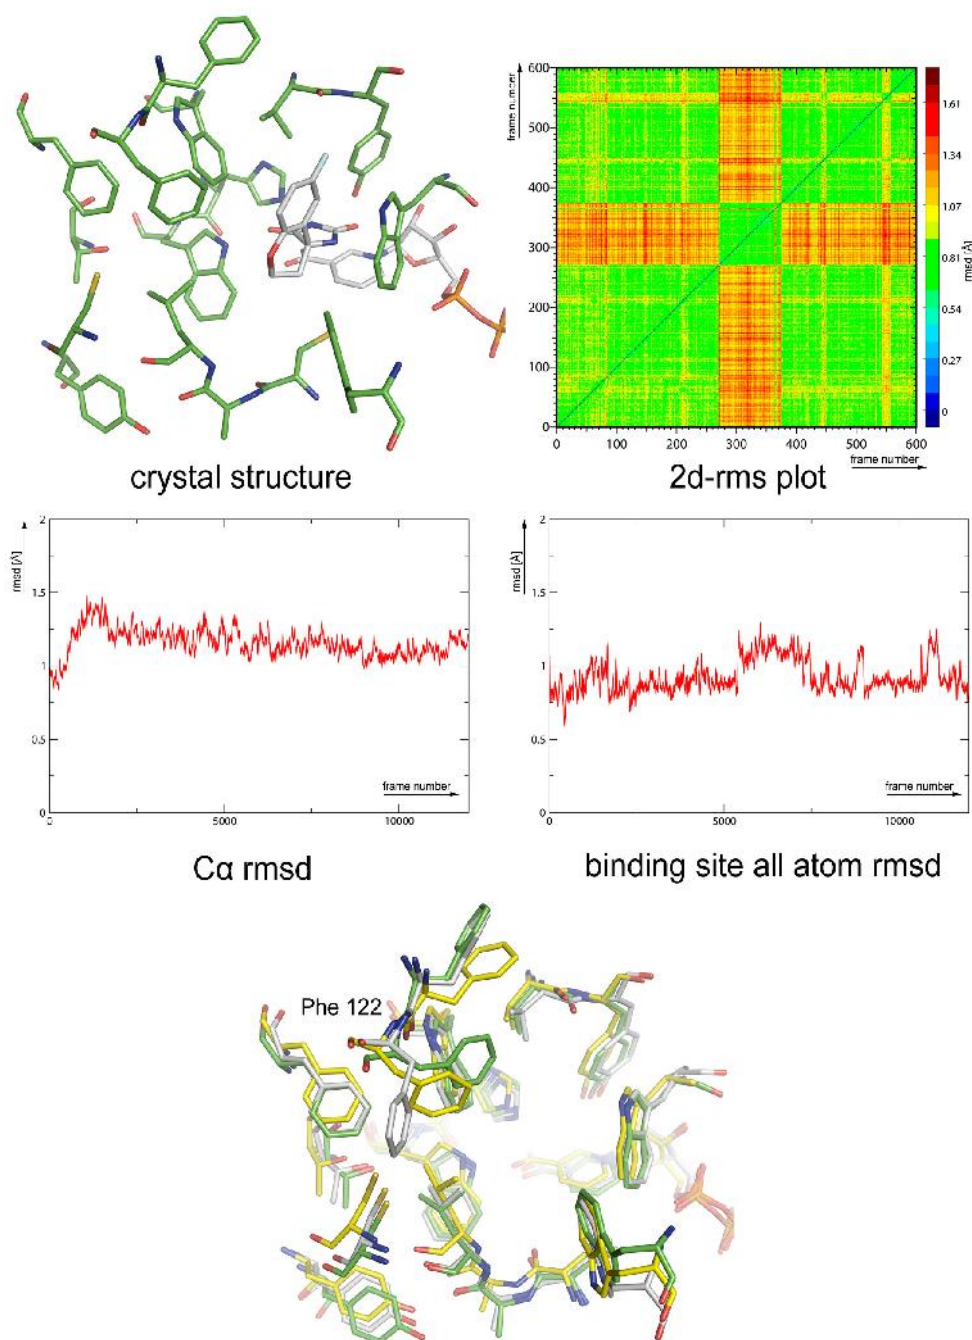 frame number
600
500
400
300
200
100
0
0 100 200 300 400 500 600
frame number
1.61
1.34
1.07
0.81
0.54
0.27
0
rmsd [Å]
crystal structure
2d-rms plot
rmsd [Å]
2
1.5
1
0.5
0
0 5000 10000
frame number
rmsd [Å]
2
1.5
1
0.5
0
0 5000 10000
frame number
Cα rmsd
binding site all atom rmsd
Phe 122